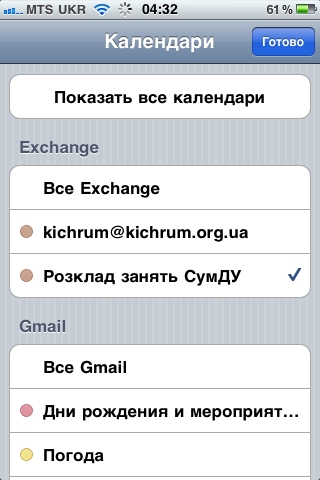 MTS UKR 04:32 61 %
Календари Готово
Показать все календари
Exchange
Все Exchange
kichrum@kichrum.org.ua
Розклад занять СумДУ
Gmail
Все Gmail
Дни рождения и мероприят...
Погода